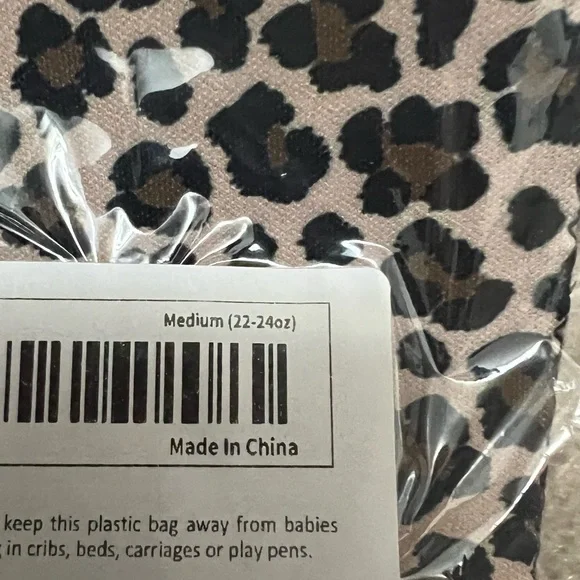 Medium (22-24oz)
Made In China
keep this plastic bag away from babies
in cribs, beds, carriages or play pens.